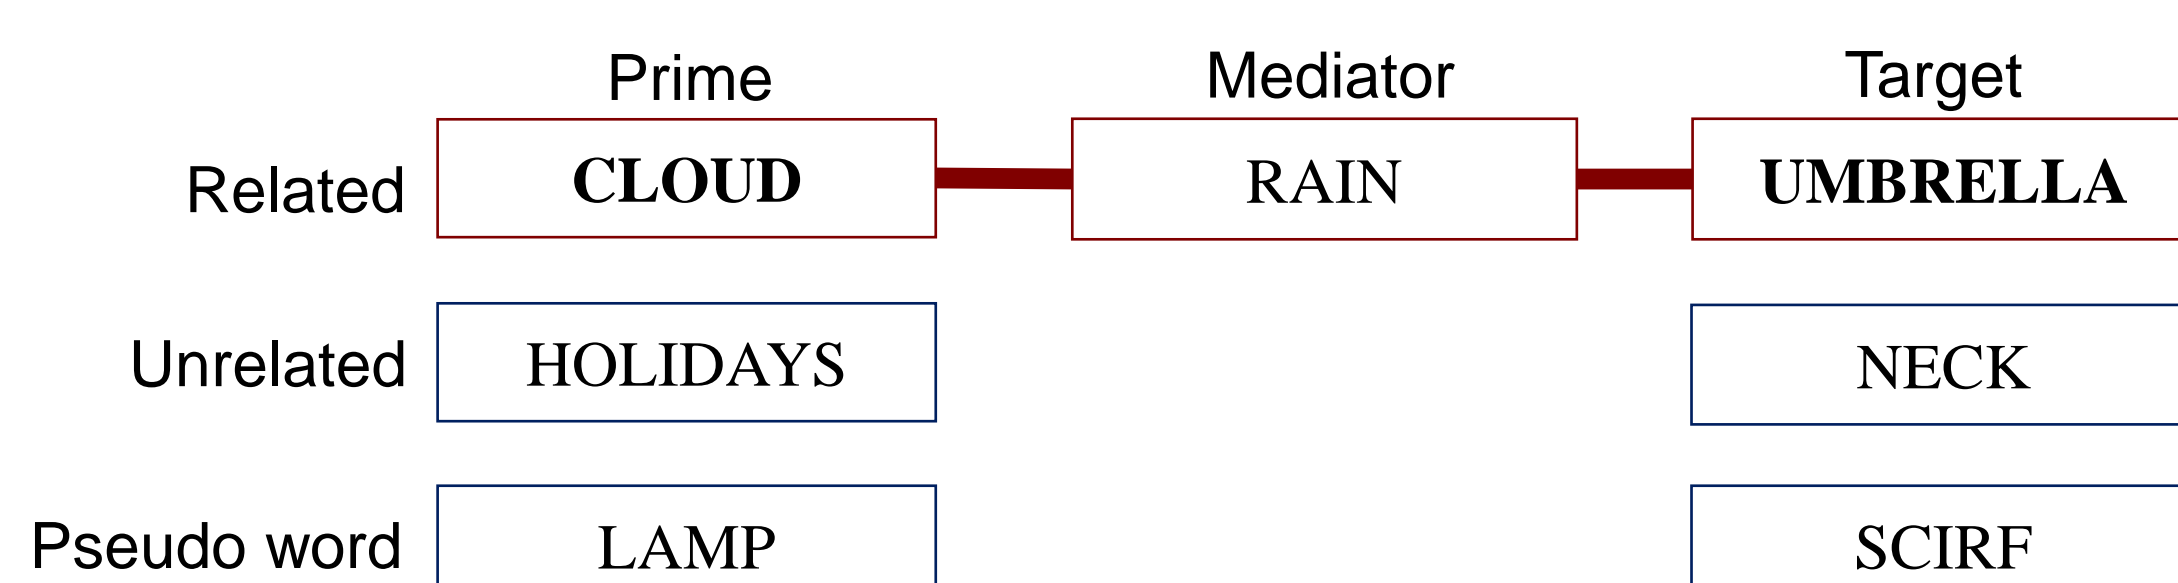 Prime Mediator Target
Related CLOUD RAIN UMBRELLA
Unrelated HOLIDAYS NECK
Pseudo word LAMP SCIRF